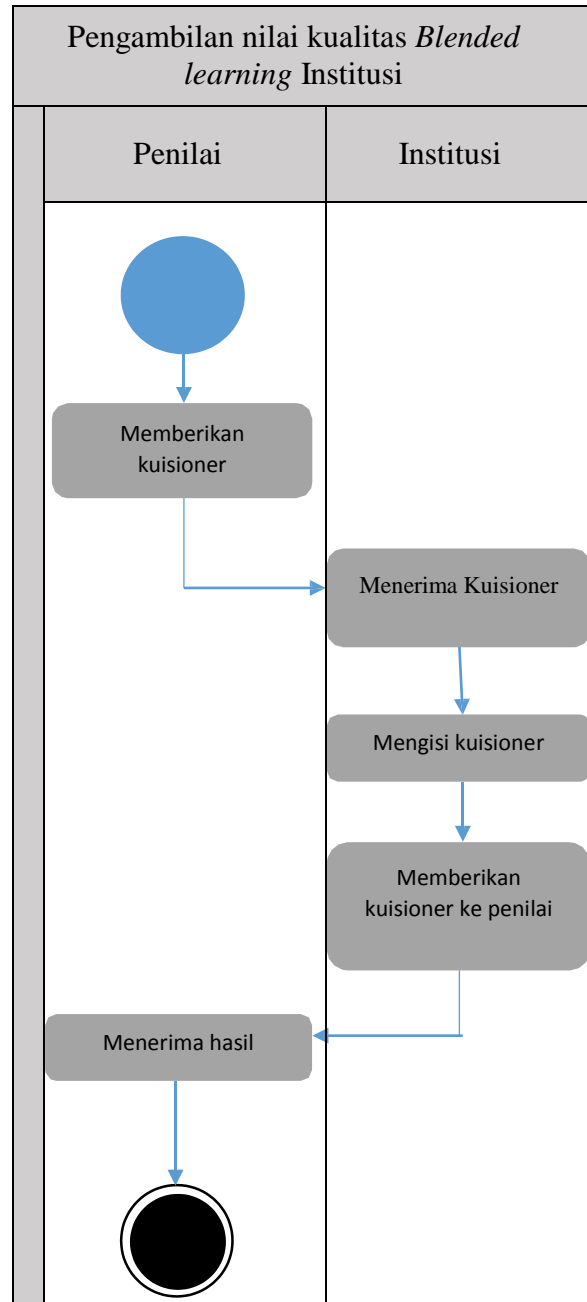 Pengambilan nilai kualitas Blended
learning Institusi
Penilai
Institusi
Memberikan
kuisioner
Menerima Kuisioner
Mengisi kuisioner
Memberikan
kuisioner ke penilai
Menerima hasil